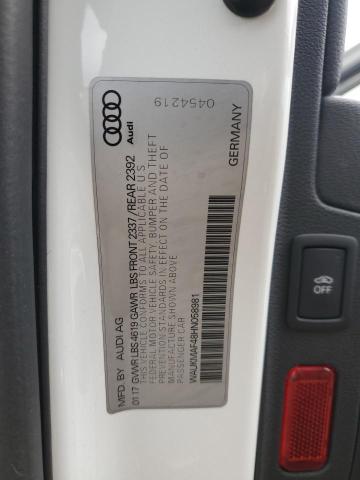 0454219
GERMANY
Audi
MFD. BY AUDI AG
01 17 GVWR LBS 4619 GAWR LBS FRONT 2337 / REAR 2392
THIS VEHICLE CONFORMS TO ALL APPLICABLE U.S.
FEDERAL MOTOR VEHICLE SAFETY, BUMPER AND THEFT
PREVENTION STANDARDS IN EFFECT ON THE DATE OF
MANUFACTURE SHOWN ABOVE.
PASSENGER CAR
WAUKMAF48HN068981
OFF